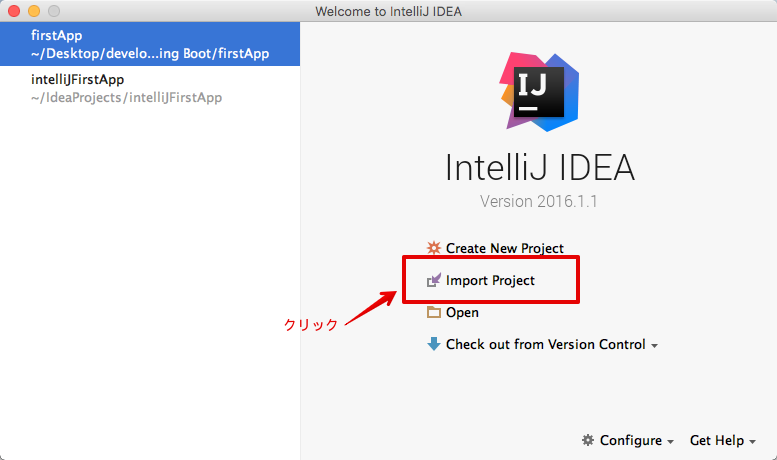 Welcome to IntelliJ IDEA
firstApp
~/Desktop/develo...ing Boot/firstApp
intelliJFirstApp
~/IdeaProjects/intelliJFirstApp
IJ
IntelliJ IDEA
Version 2016.1.1
Create New Project
Import Project
クリック
Open
Check out from Version Control
Configure
Get Help